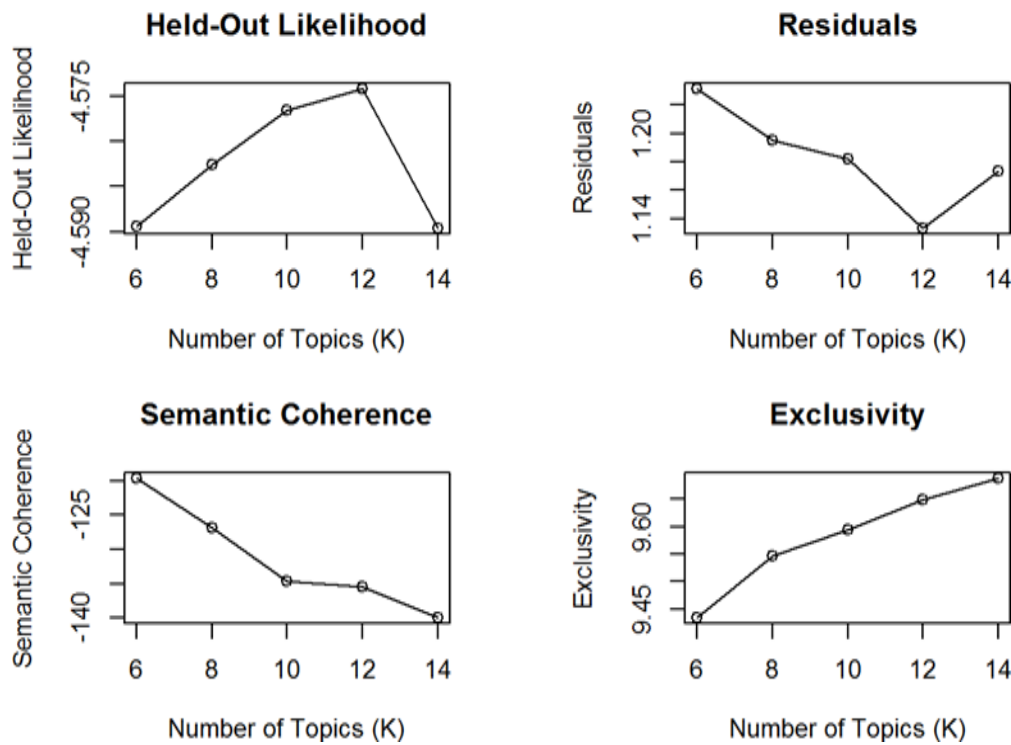 Held-Out Likelihood
Held-Out Likelihood
-4.575
-4.590
6 8 10 12 14
Number of Topics (K)
Residuals
Residuals
1.20
1.14
6 8 10 12 14
Number of Topics (K)
Semantic Coherence
Semantic Coherence
-125
-140
6 8 10 12 14
Number of Topics (K)
Exclusivity
Exclusivity
9.60
9.45
6 8 10 12 14
Number of Topics (K)